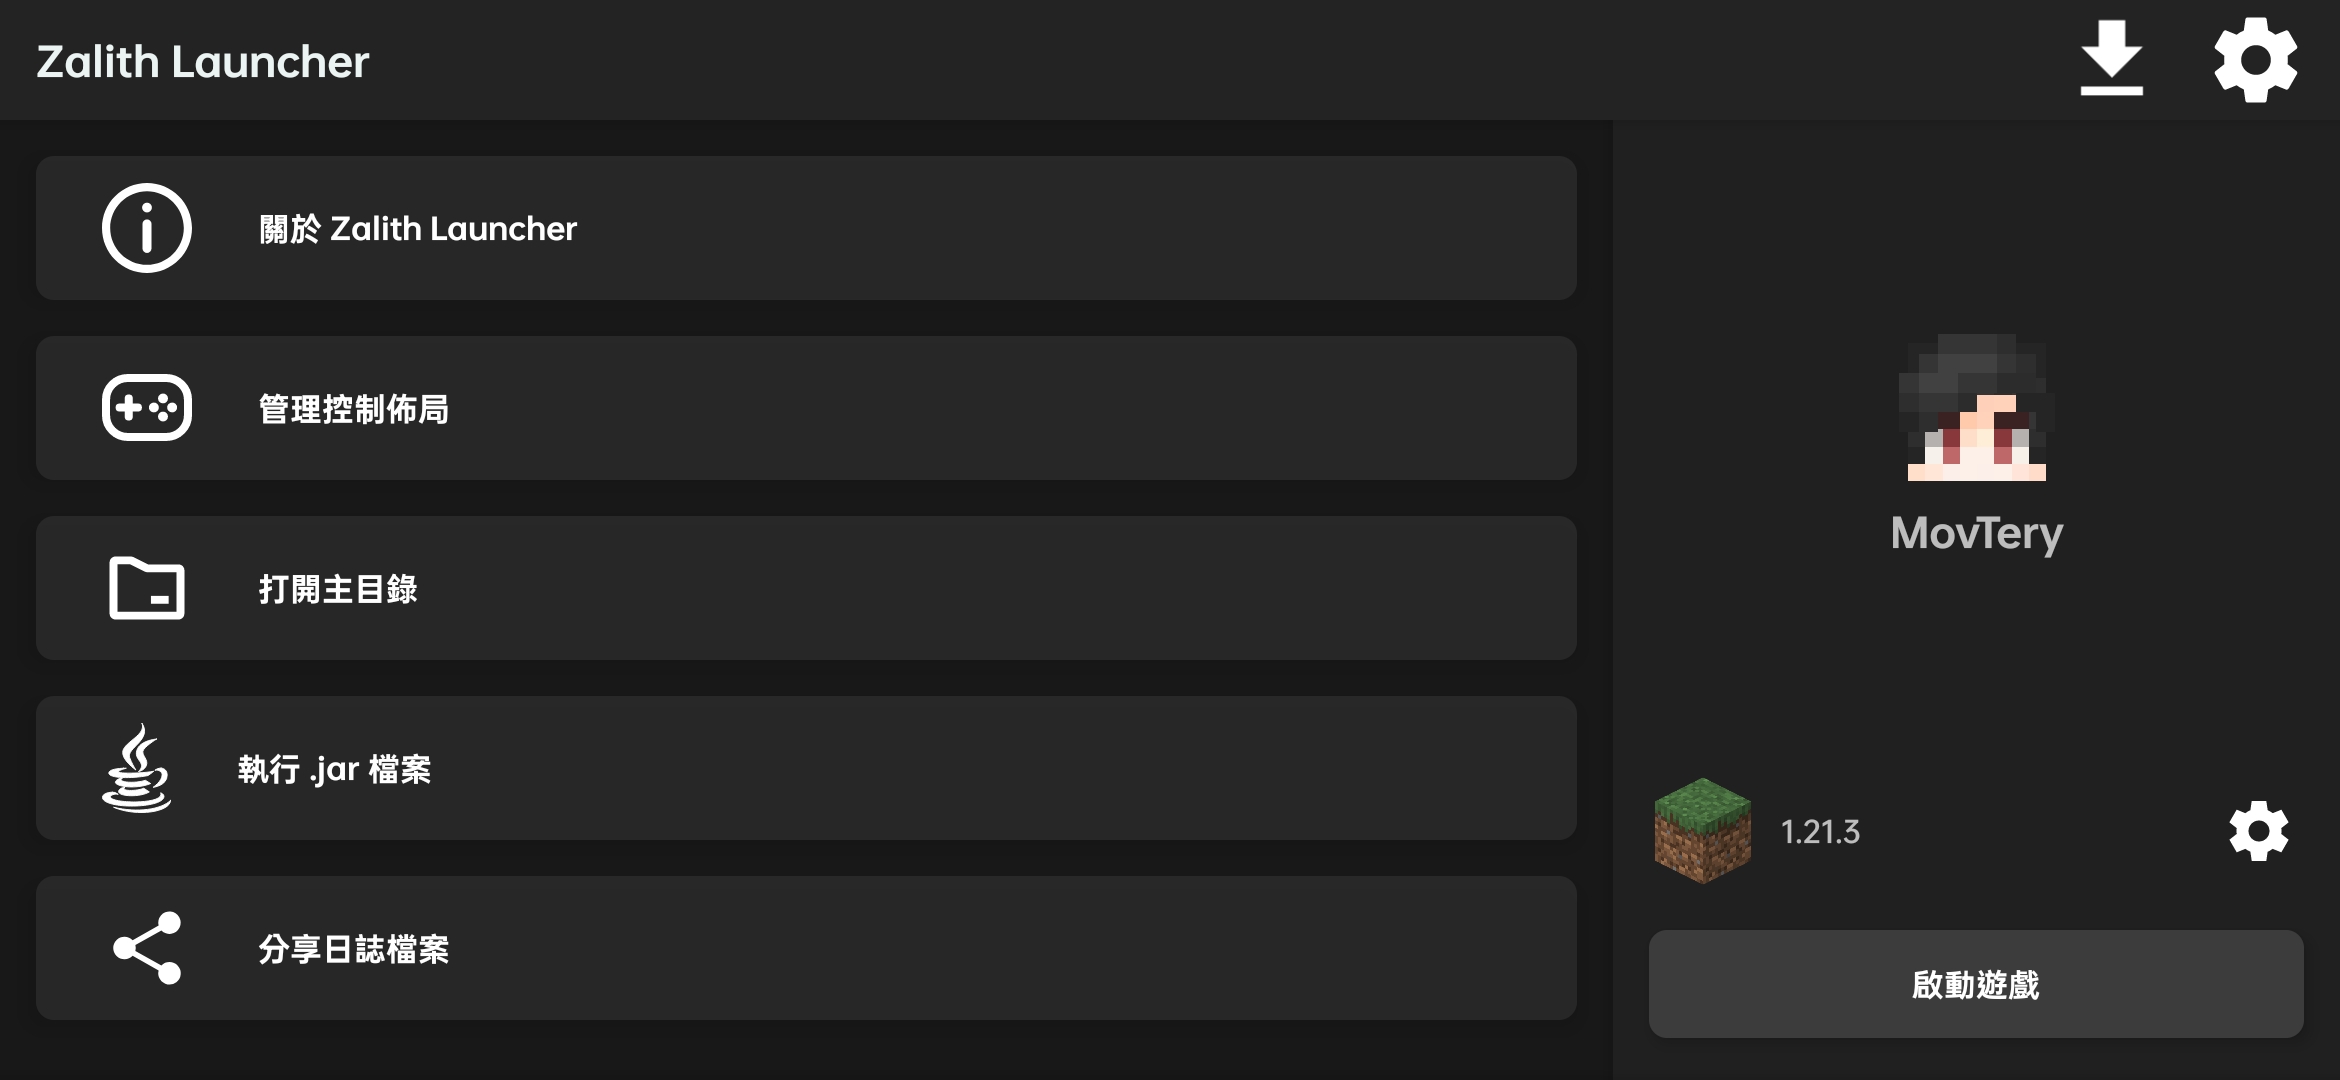 Zalith Launcher
關於 Zalith Launcher
管理控制佈局
打開主目錄
執行 .jar 檔案
分享日誌檔案
MovTery
1.21.3
啟動遊戲